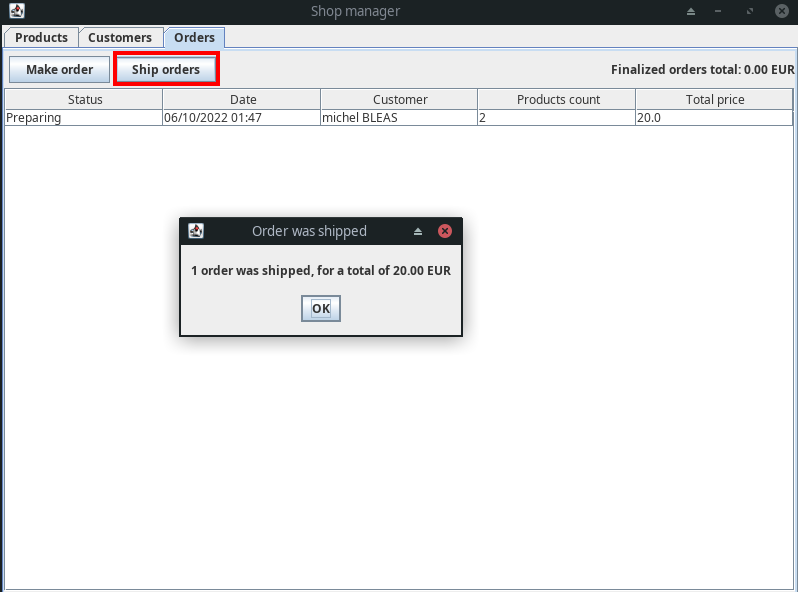 Shop manager
Products Customers Orders
Make order Ship orders Finalized orders total: 0.00 EUR
Status Date Customer Products count Total price
Preparing 06/10/2022 01:47 michel BLEAS 2 20.0
Order was shipped
1 order was shipped, for a total of 20.00 EUR
OK